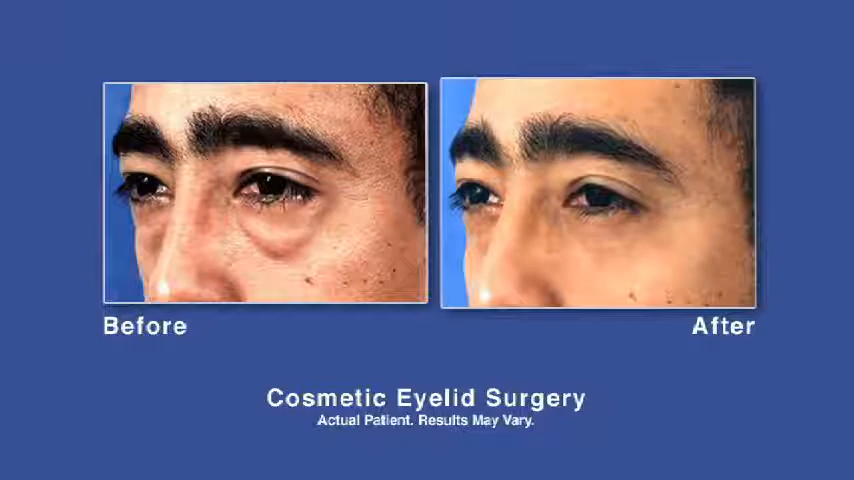 Before
After
Cosmetic Eyelid Surgery
Actual Patient. Results May Vary.